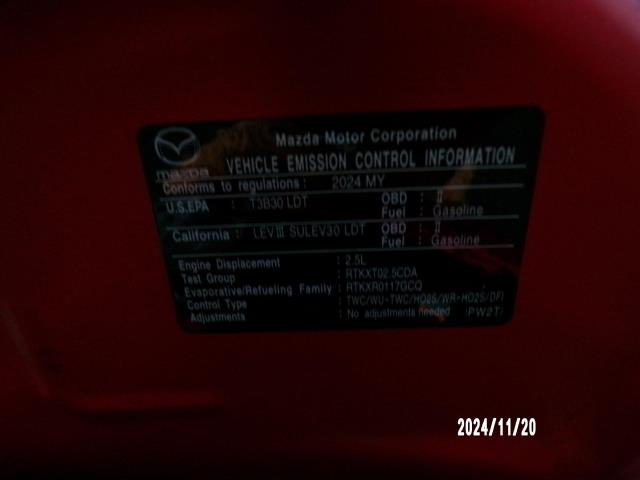 Mazda Motor Corporation
mazda
VEHICLE EMISSION CONTROL INFORMATION
Conforms to regulations: 2024 MY
U.S.EPA : T3B30 LDT OBD : II
Fuel : Gasoline
California : LEVIII SULEV30 LDT OBD : II
Fuel : Gasoline
Engine Displacement : 2.5L
Test Group : RTKXT02.5CDA
Evaporative/Refueling Family : RTKXR0117GCQ
Control Type : TWC/WU-TWC/HO2S/WR-HO2S/DFI
Adjustments : No adjustments needed (PW2T)
2024/11/20